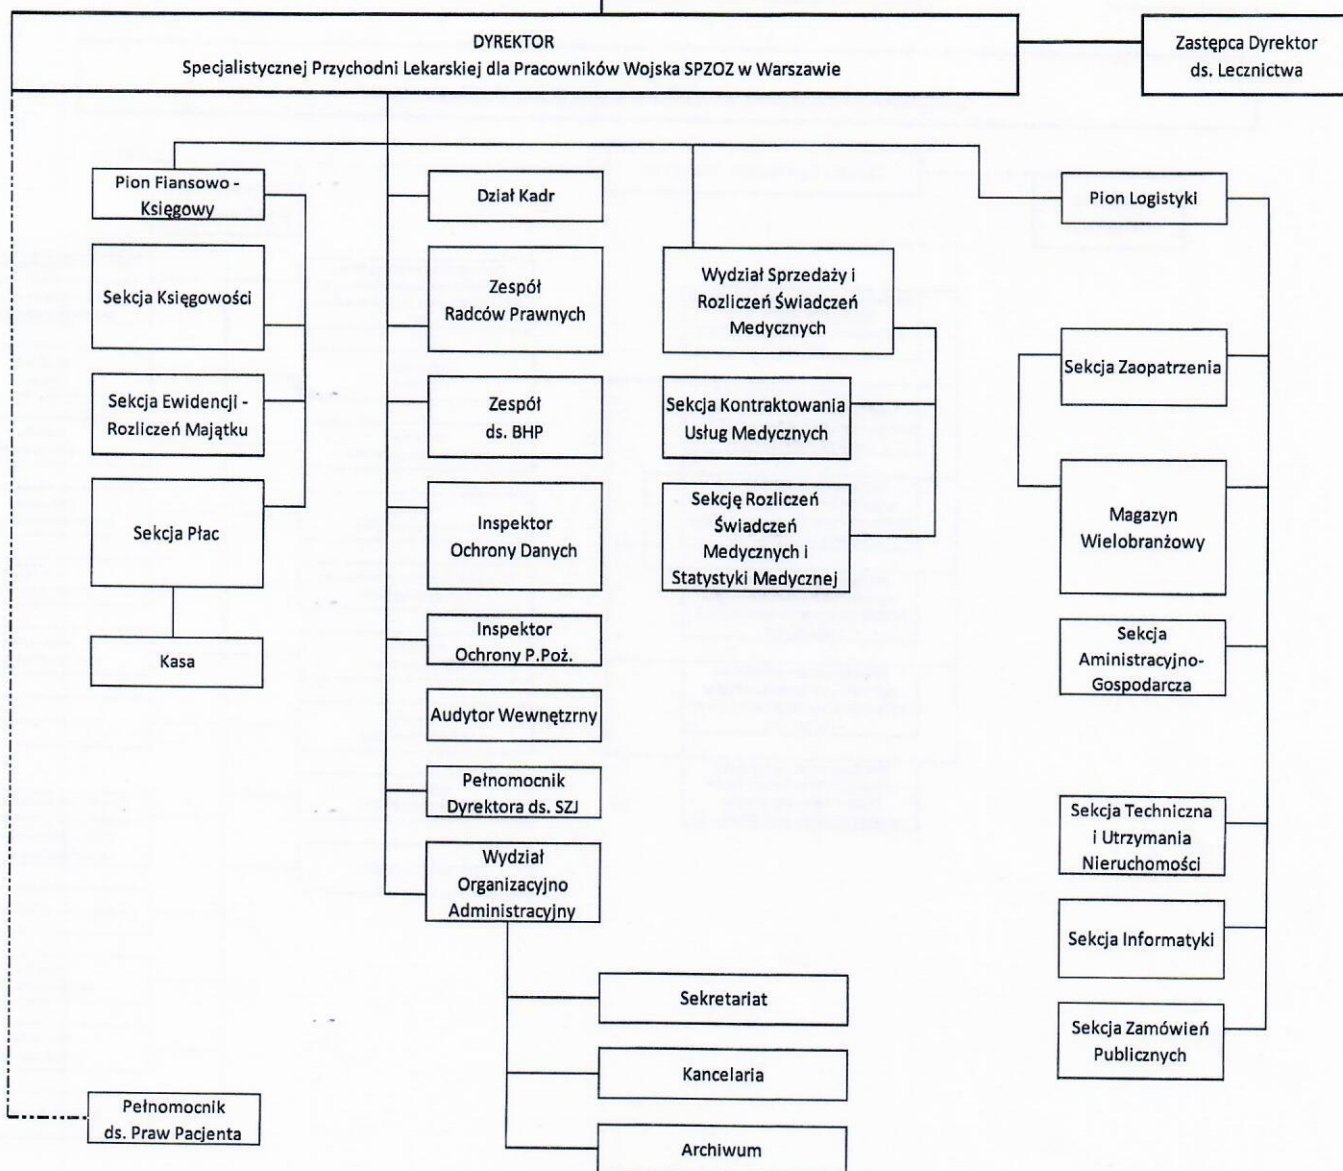 DYREKTOR
Specjalistycznej Przychodni Lekarskiej dla Pracowników Wojska SPZOZ w Warszawie
Zastępca Dyrektor
ds. Lecznictwa
Pion Fiansowo -
Księgowy
Sekcja Księgowości
Sekcja Ewidencji -
Rozliczeń Majątku
Sekcja Płac
Kasa
Dział Kadr
Zespół
Radców Prawnych
Zespół
ds. BHP
Inspektor
Ochrony Danych
Inspektor
Ochrony P.Poż.
Audytor Wewnętzrny
Pełnomocnik
Dyrektora ds. SZJ
Wydział
Organizacyjno
Administracyjny
Sekretariat
Kancelaria
Archiwum
Wydział Sprzedaży i
Rozliczeń Świadczeń
Medycznych
Sekcja Kontraktowania
Usług Medycznych
Sekcję Rozliczeń
Świadczeń
Medycznych i
Statystyki Medycznej
Pion Logistyki
Sekcja Zaopatrzenia
Magazyn
Wielobranżowy
Sekcja
Aministracyjno-
Gospodarcza
Sekcja Techniczna
i Utrzymania
Nieruchomości
Sekcja Informatyki
Sekcja Zamówień
Publicznych
Pełnomocnik
ds. Praw Pacjenta